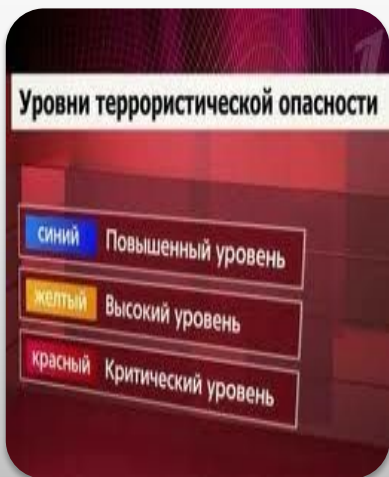 Уровни террористической опасности
синий Повышенный уровень
желтый Высокий уровень
красный Критический уровень